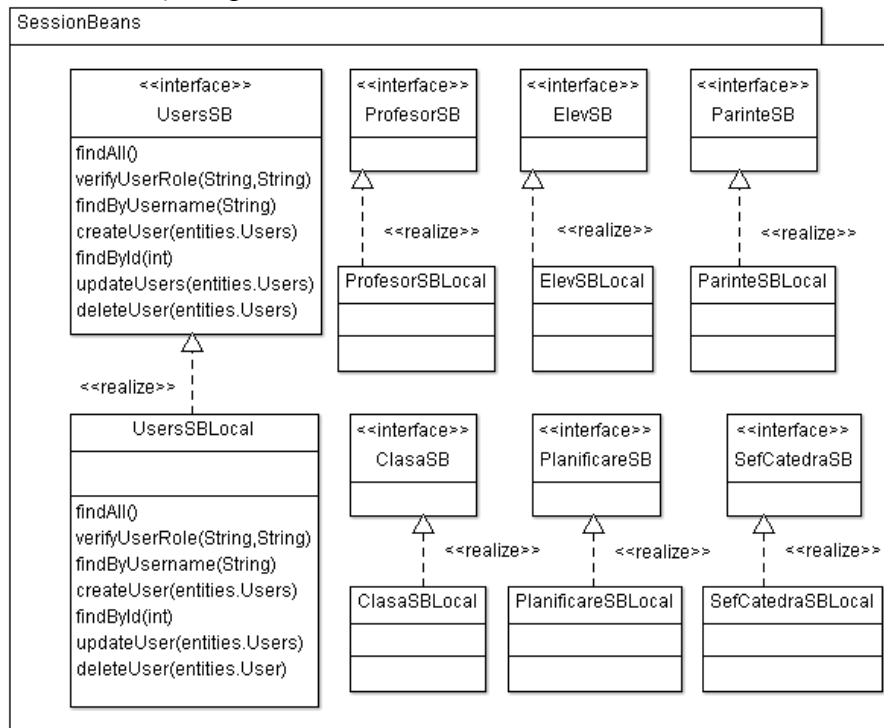 SessionBeans
<<interface>>
UsersSB
findAll()
verifyUserRole(String,String)
findByUsername(String)
createUser(entities.Users)
findById(int)
updateUsers(entities.Users)
deleteUser(entities.Users)
<<interface>>
ProfesorSB
<<interface>>
ElevSB
<<interface>>
ParinteSB
<<realize>>
<<realize>>
<<realize>>
ProfesorSBLocal
ElevSBLocal
ParinteSBLocal
<<realize>>
UsersSBLocal
findAll()
verifyUserRole(String,String)
findByUsername(String)
createUser(entities.Users)
findById(int)
updateUser(entities.Users)
deleteUser(entities.User)
<<interface>>
ClasaSB
<<interface>>
PlanificareSB
<<interface>>
SefCatedraSB
<<realize>>
<<realize>>
<<realize>>
ClasaSBLocal
PlanificareSBLocal
SefCatedraSBLocal